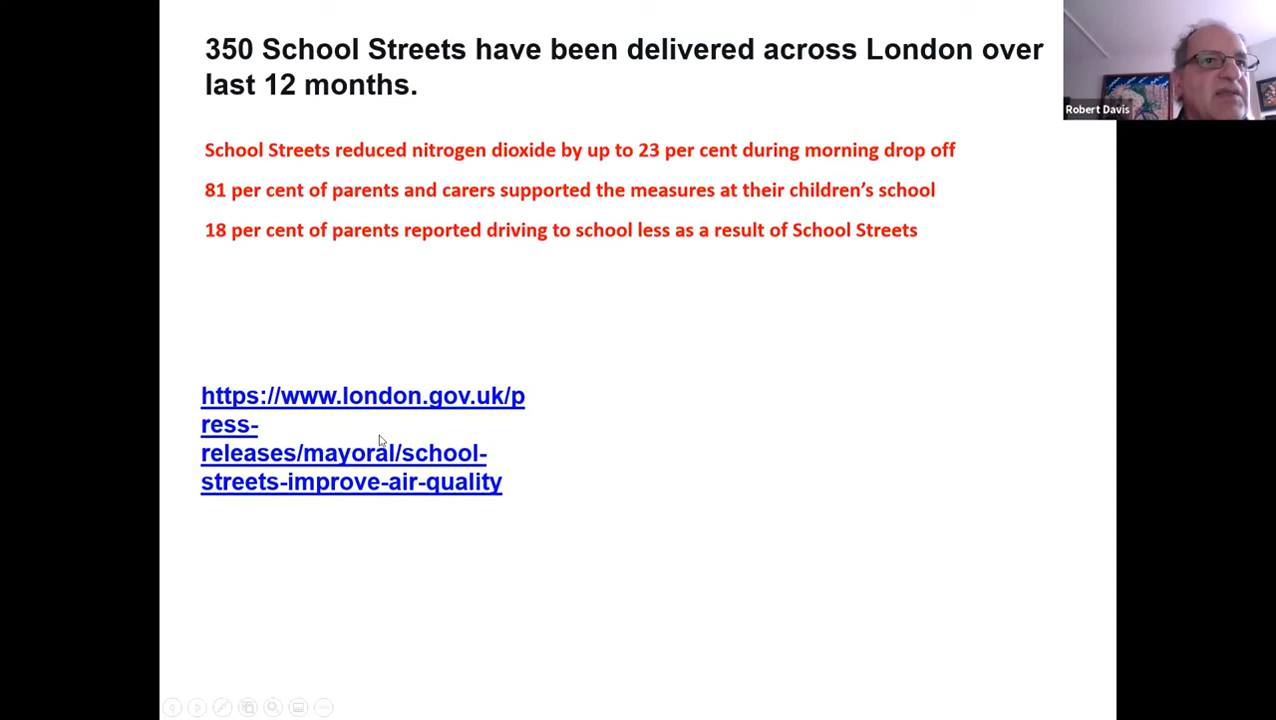 350 School Streets have been delivered across London over
last 12 months.
Robert Davis
School Streets reduced nitrogen dioxide by up to 23 per cent during morning drop off
81 per cent of parents and carers supported the measures at their children’s school
18 per cent of parents reported driving to school less as a result of School Streets
https://www.london.gov.uk/p
ress-
releases/mayoral/school-
streets-improve-air-quality